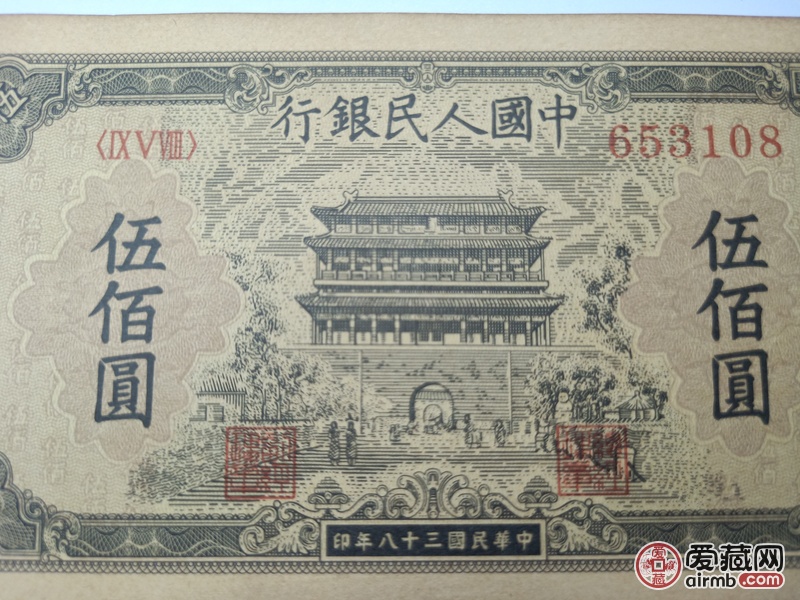 中國人民銀行
〈IX V VIII〉
653108
伍佰圓
伍佰圓
中華民國三十八年印
爱藏网
airmb.com